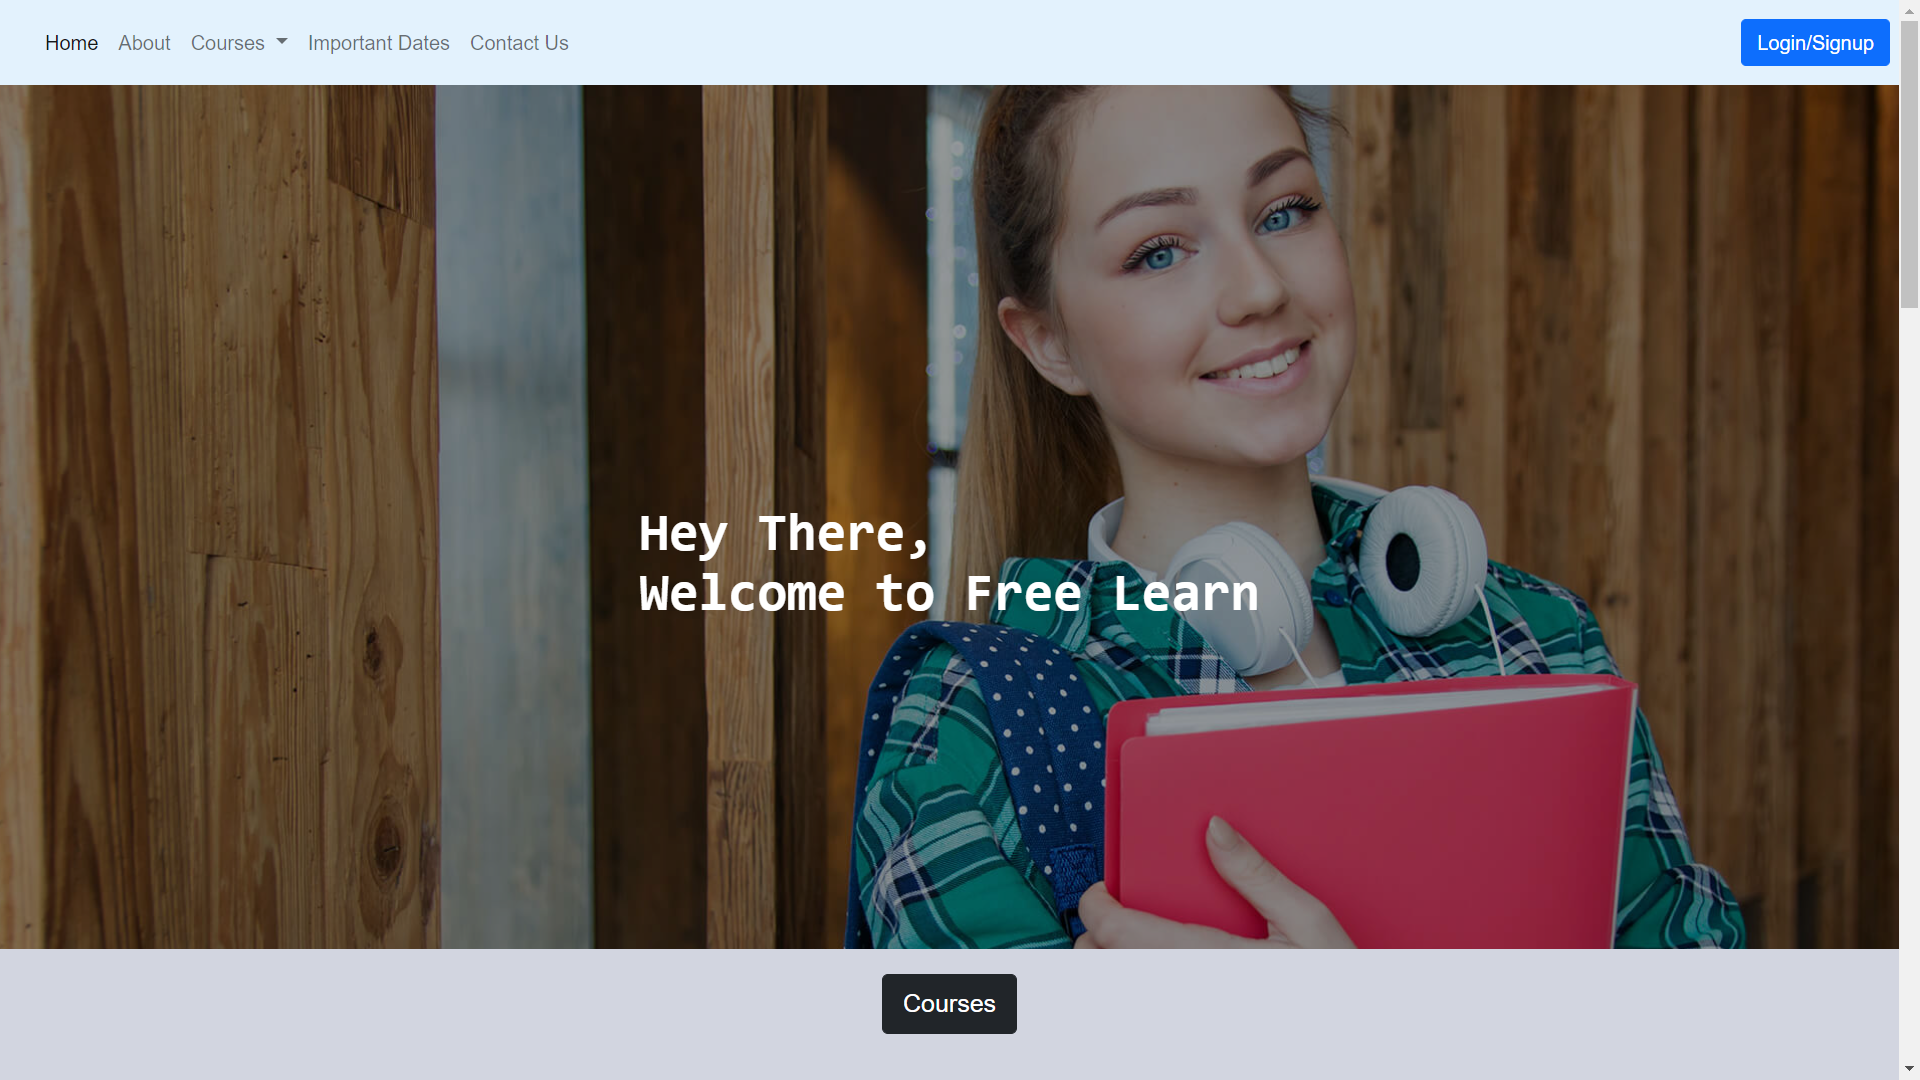 Home About Courses Important Dates Contact Us Login/Signup
Hey There,
Welcome to Free Learn
Courses